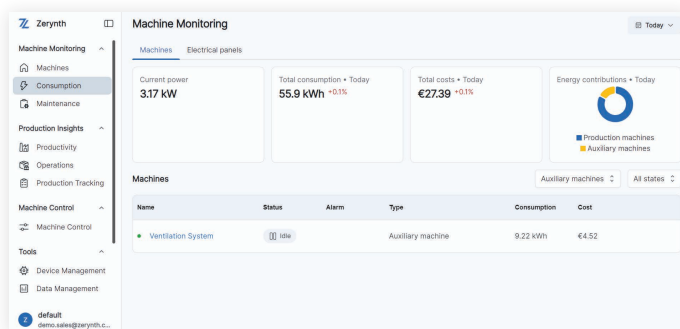 Zerynth
Machine Monitoring
Machines
Consumption
Maintenance
Production Insights
Productivity
Operations
Production Tracking
Machine Control
Machine Control
Tools
Device Management
Data Management
Z
default
demo.sales@zerynth.c...
Machine Monitoring
Today
Machines Electrical panels
Current power
3.17 kW
Total consumption • Today
55.9 kWh +0.1%
Total costs • Today
€27.39 +0.1%
Energy contributions • Today
Production machines
Auxiliary machines
Machines
Auxiliary machines
All states
Name Status Alarm Type Consumption Cost
Ventilation System Idle Auxiliary machine 9.22 kWh €4.52